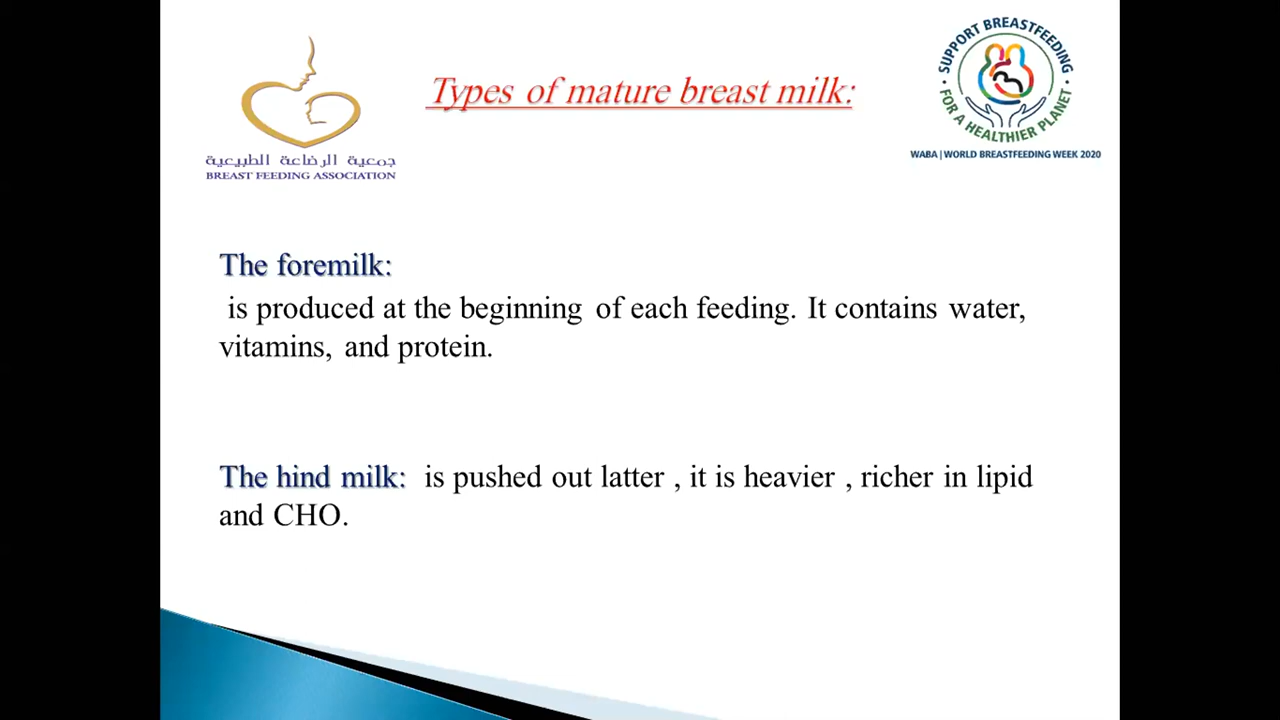 Types of mature breast milk:
جمعية الرضاعة الطبيعية
BREAST FEEDING ASSOCIATION
SUPPORT BREASTFEEDING
FOR A HEALTHIER PLANET
WABA | WORLD BREASTFEEDING WEEK 2020
The foremilk:
is produced at the beginning of each feeding. It contains water,
vitamins, and protein.
The hind milk: is pushed out latter , it is heavier , richer in lipid
and CHO.